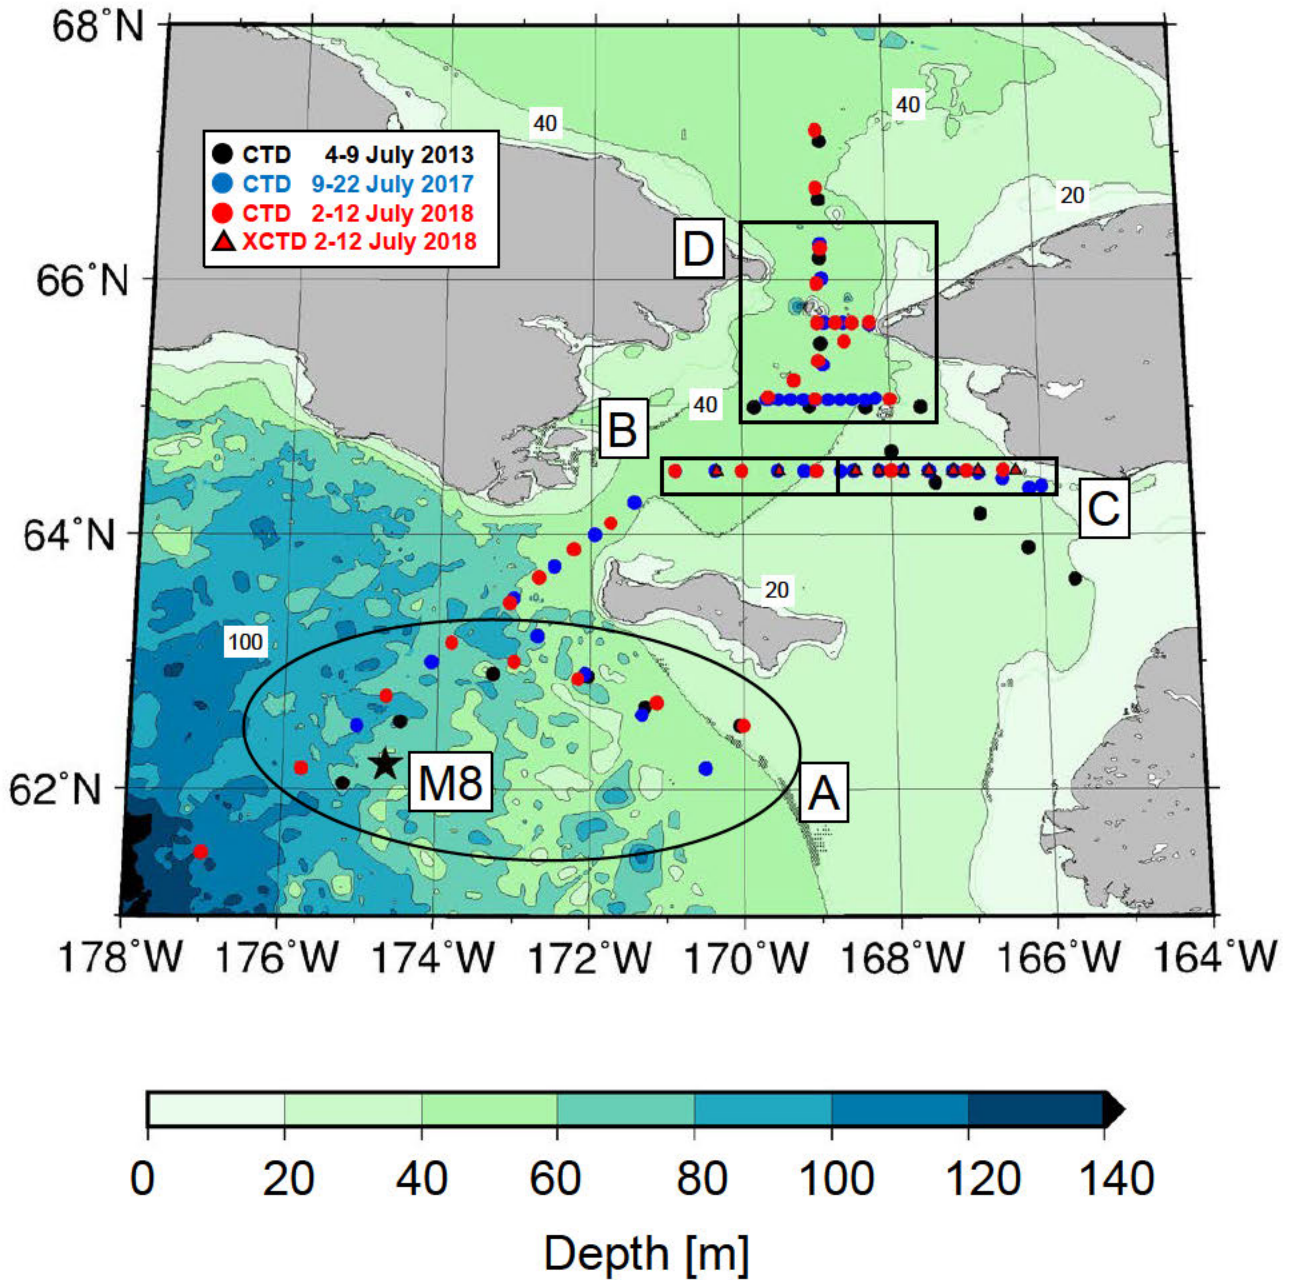 68°N
40
40
CTD 4-9 July 2013
CTD 9-22 July 2017
CTD 2-12 July 2018
XCTD 2-12 July 2018
20
D
66°N
40
B
C
64°N
20
100
M8
A
62°N
178°W 176°W 174°W 172°W 170°W 168°W 166°W 164°W
0 20 40 60 80 100 120 140
Depth [m]